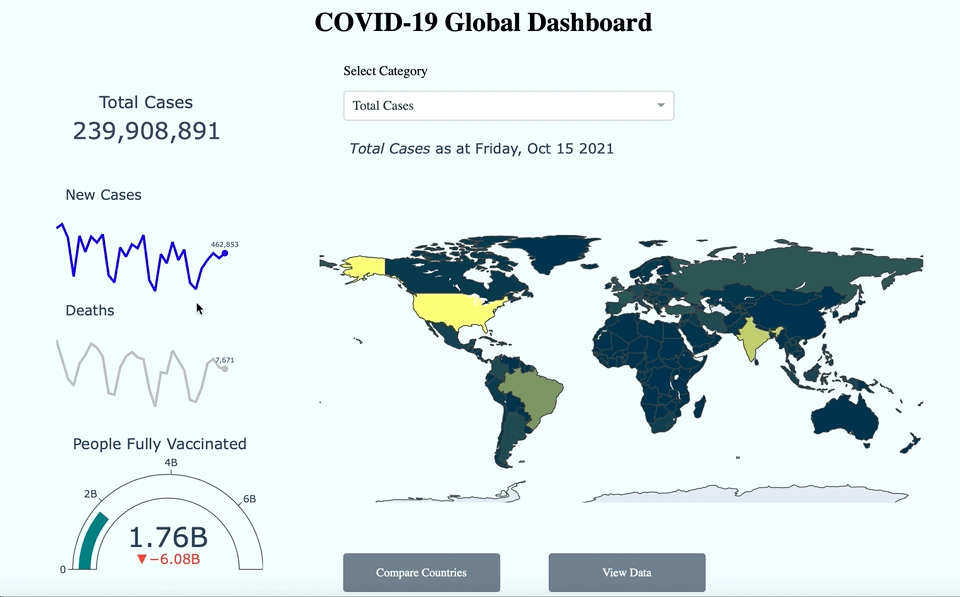 COVID-19 Global Dashboard
Select Category
Total Cases
Total Cases as at Friday, Oct 15 2021
Total Cases
239,908,891
New Cases
462,853
Deaths
7,671
People Fully Vaccinated
4B
2B
6B
0
1.76B
▼−6.08B
Compare Countries
View Data